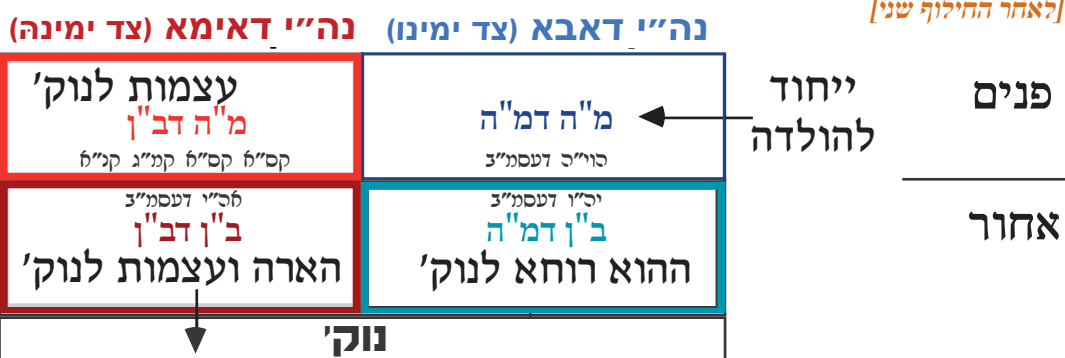 [לאחר החילוף שני]
נה״י דאבא (צד ימינו)
נה״י דאימא (צד ימינה)
פנים
ייחוד להולדה
מ"ה דמ"ה
הוי״ה דעסמ״ב
עצמות לנוק׳
מ"ה דב"ן
קס״א קס״א קמ״ג קנ״א
אחור
יה״ו דעסמ״ב
ב"ן דמ"ה
ההוא רוחא לנוק׳
אה״י דעסמ״ב
ב"ן דב"ן
הארה ועצמות לנוק׳
נוק׳